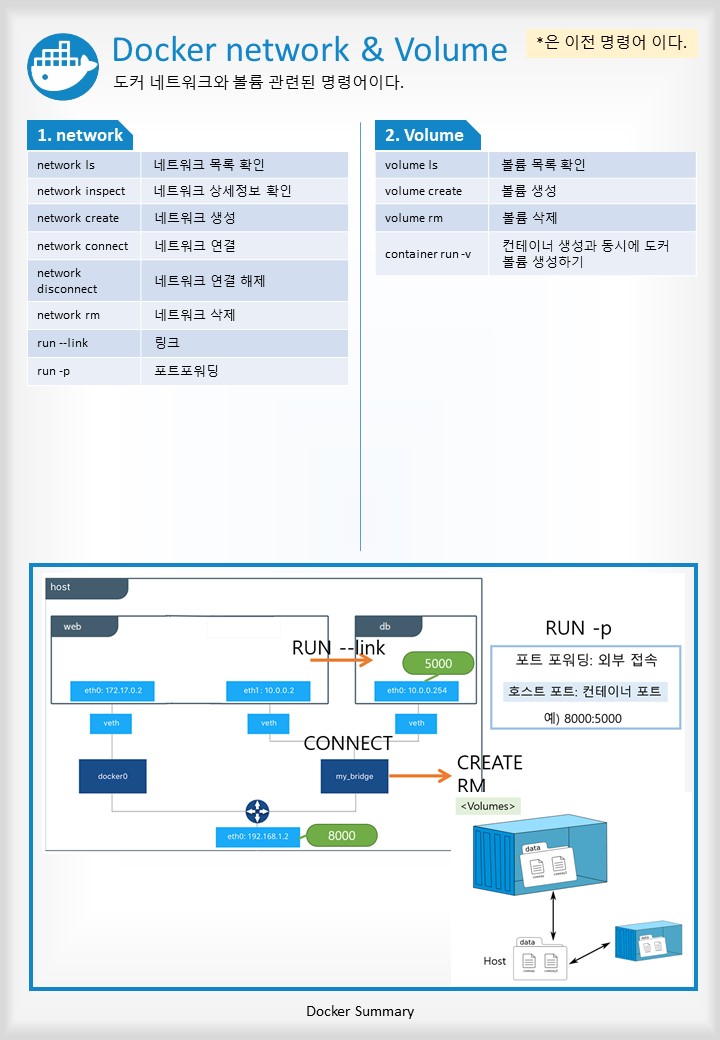 Docker network & Volume
*은 이전 명령어 이다.
도커 네트워크와 볼륨 관련된 명령어이다.
1. network
network ls 네트워크 목록 확인
network inspect 네트워크 상세정보 확인
network create 네트워크 생성
network connect 네트워크 연결
network
disconnect 네트워크 연결 해제
network rm 네트워크 삭제
run --link 링크
run -p 포트포워딩
2. Volume
volume ls 볼륨 목록 확인
volume create 볼륨 생성
volume rm 볼륨 삭제
container run -v 컨테이너 생성과 동시에 도커
볼륨 생성하기
host
web
db
RUN --link
5000
eth0: 172.17.0.2
eth1 : 10.0.0.2
eth0: 10.0.0.254
veth
veth
veth
CONNECT
docker0
my_bridge
CREATE
RM
eth0: 192.168.1.2
8000
RUN -p
포트 포워딩: 외부 접속
호스트 포트: 컨테이너 포트
예) 8000:5000
<Volumes>
data
data
Host
data
Docker Summary